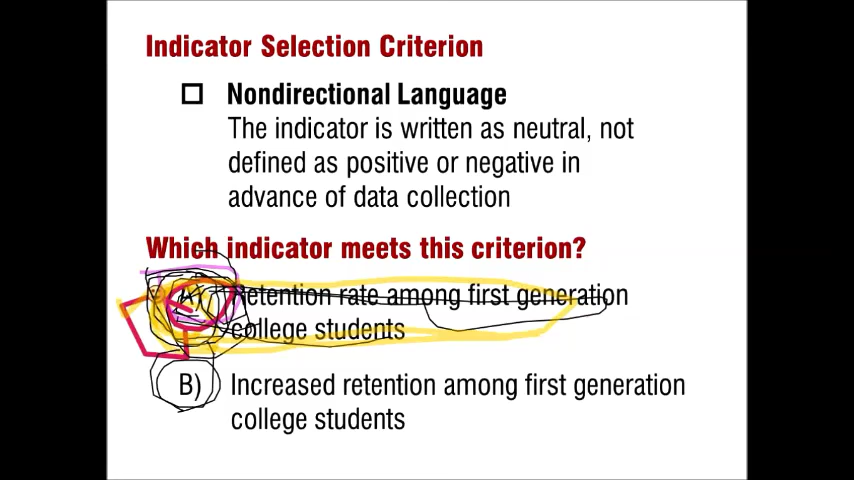 Indicator Selection Criterion
Nondirectional Language
The indicator is written as neutral, not
defined as positive or negative in
advance of data collection
Which indicator meets this criterion?
A) Retention rate among first generation
college students
B) Increased retention among first generation
college students